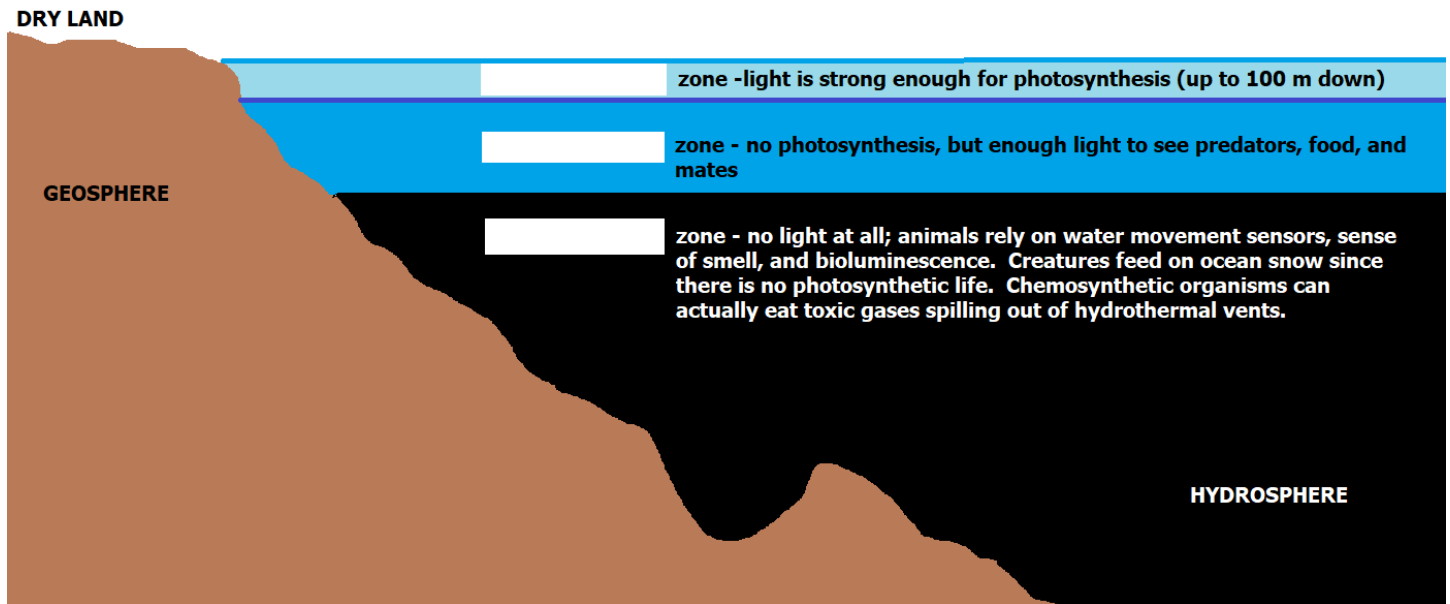 DRY LAND
zone -light is strong enough for photosynthesis (up to 100 m down)
zone - no photosynthesis, but enough light to see predators, food, and
mates
GEOSPHERE
zone - no light at all; animals rely on water movement sensors, sense
of smell, and bioluminescence.  Creatures feed on ocean snow since
there is no photosynthetic life.  Chemosynthetic organisms can
actually eat toxic gases spilling out of hydrothermal vents.
HYDROSPHERE